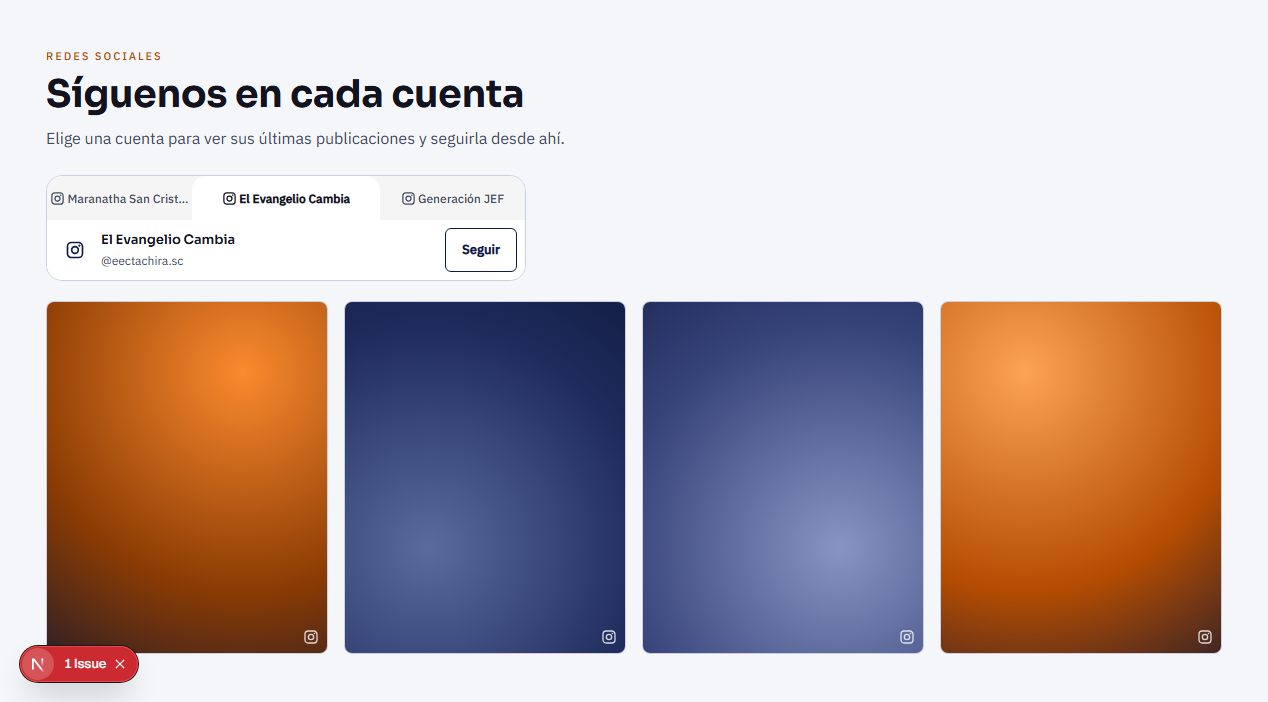 REDES SOCIALES
Síguenos en cada cuenta
Elige una cuenta para ver sus últimas publicaciones y seguirla desde ahí.
Maranatha San Crist... El Evangelio Cambia Generación JEF
El Evangelio Cambia
@eectachira.sc
Seguir
N 1 Issue